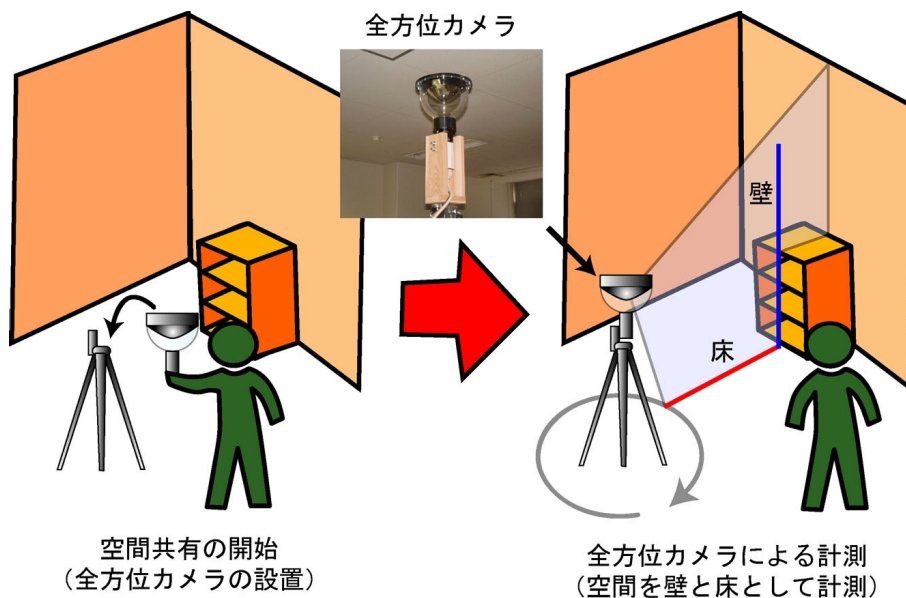 全方位カメラ
壁
床
空間共有の開始
（全方位カメラの設置）
全方位カメラによる計測
（空間を壁と床として計測）